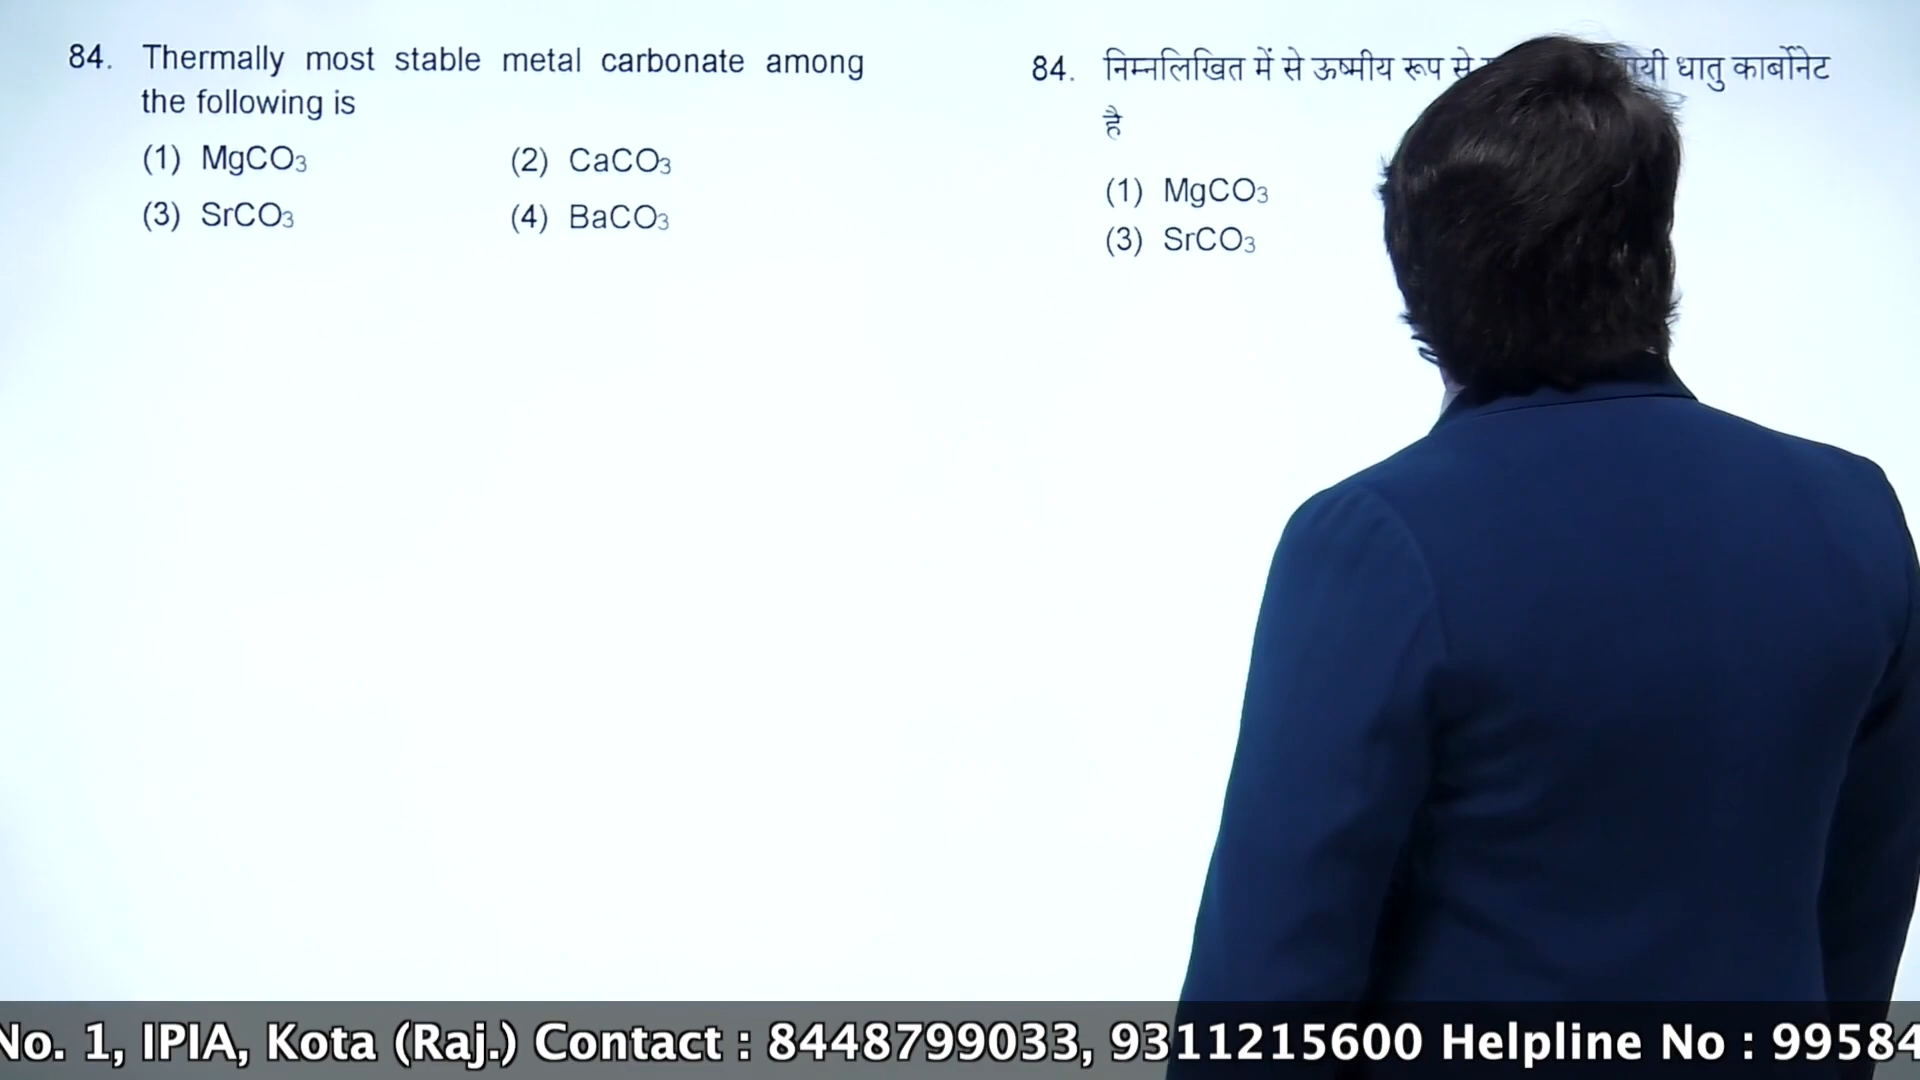 84. Thermally most stable metal carbonate among
the following is
(1) MgCO₃ (2) CaCO₃
(3) SrCO₃ (4) BaCO₃
84. निम्नलिखित में से ऊष्मीय रूप से धातु कार्बोनेट
है
(1) MgCO₃
(3) SrCO₃
No. 1, IPIA, Kota (Raj.) Contact : 8448799033, 9311215600 Helpline No : 99584